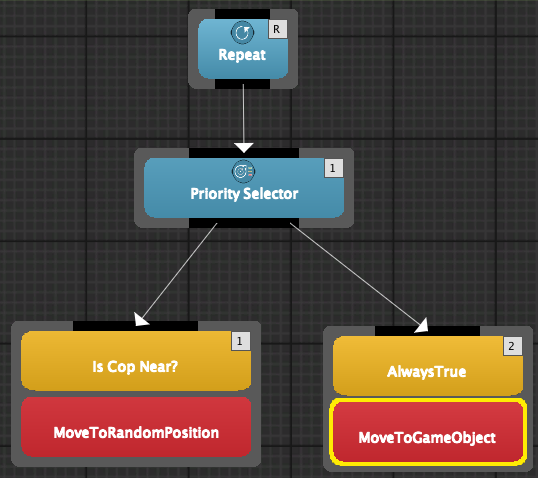 R
Repeat
1
Priority Selector
1
Is Cop Near?
MoveToRandomPosition
2
AlwaysTrue
MoveToGameObject